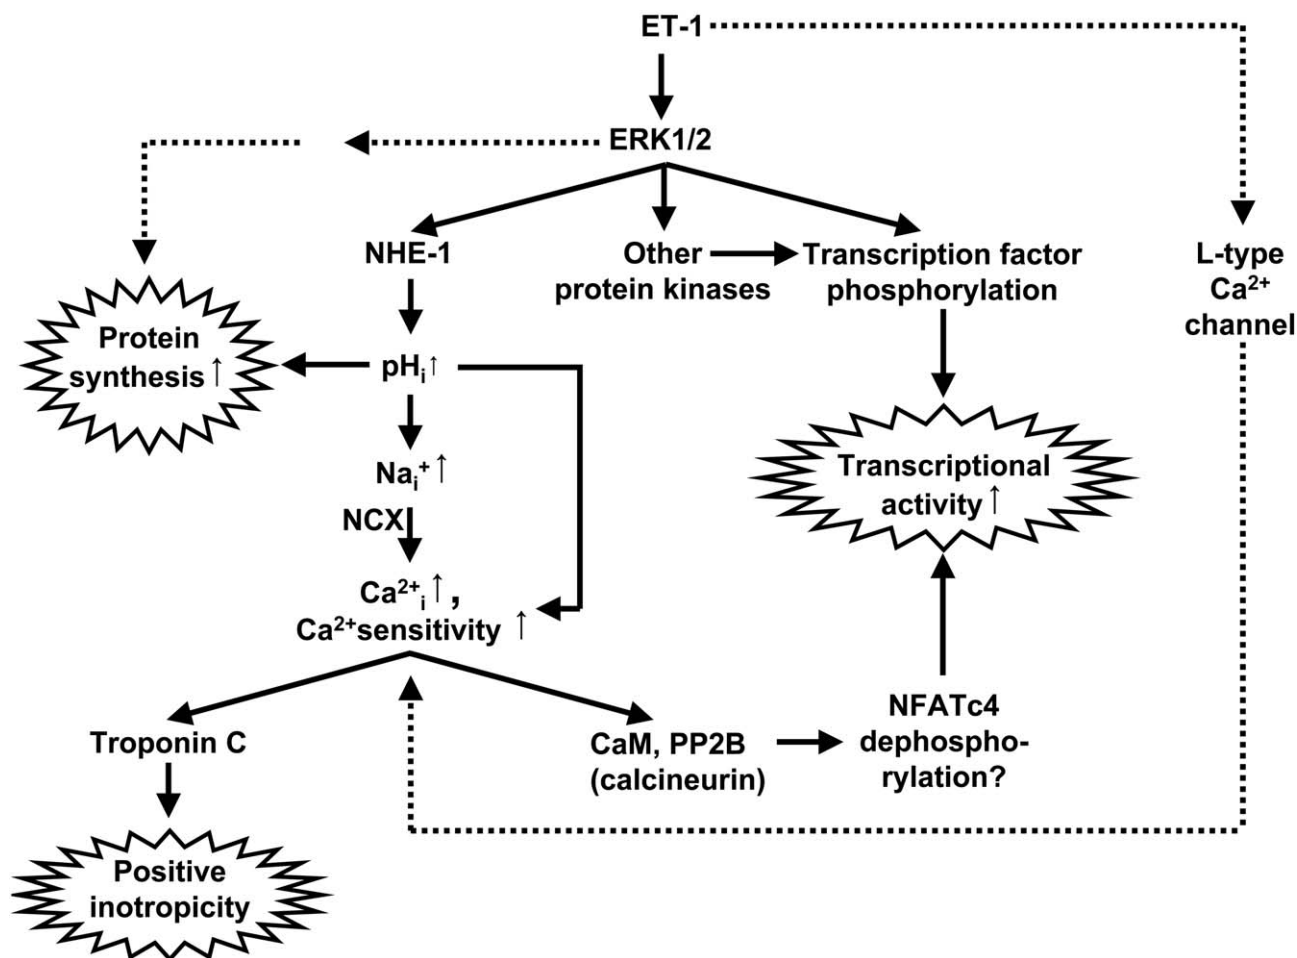 ET-1
ERK1/2
NHE-1
Other
protein kinases
Transcription factor
phosphorylation
L-type
Ca²⁺
channel
Protein
synthesis ↑
pHᵢ ↑
Transcriptional
activity ↑
Naᵢ⁺ ↑
NCX
Ca²⁺ᵢ ↑,
Ca²⁺sensitivity ↑
Troponin C
CaM, PP2B
(calcineurin)
NFATc4
dephospho-
rylation?
Positive
inotropicity